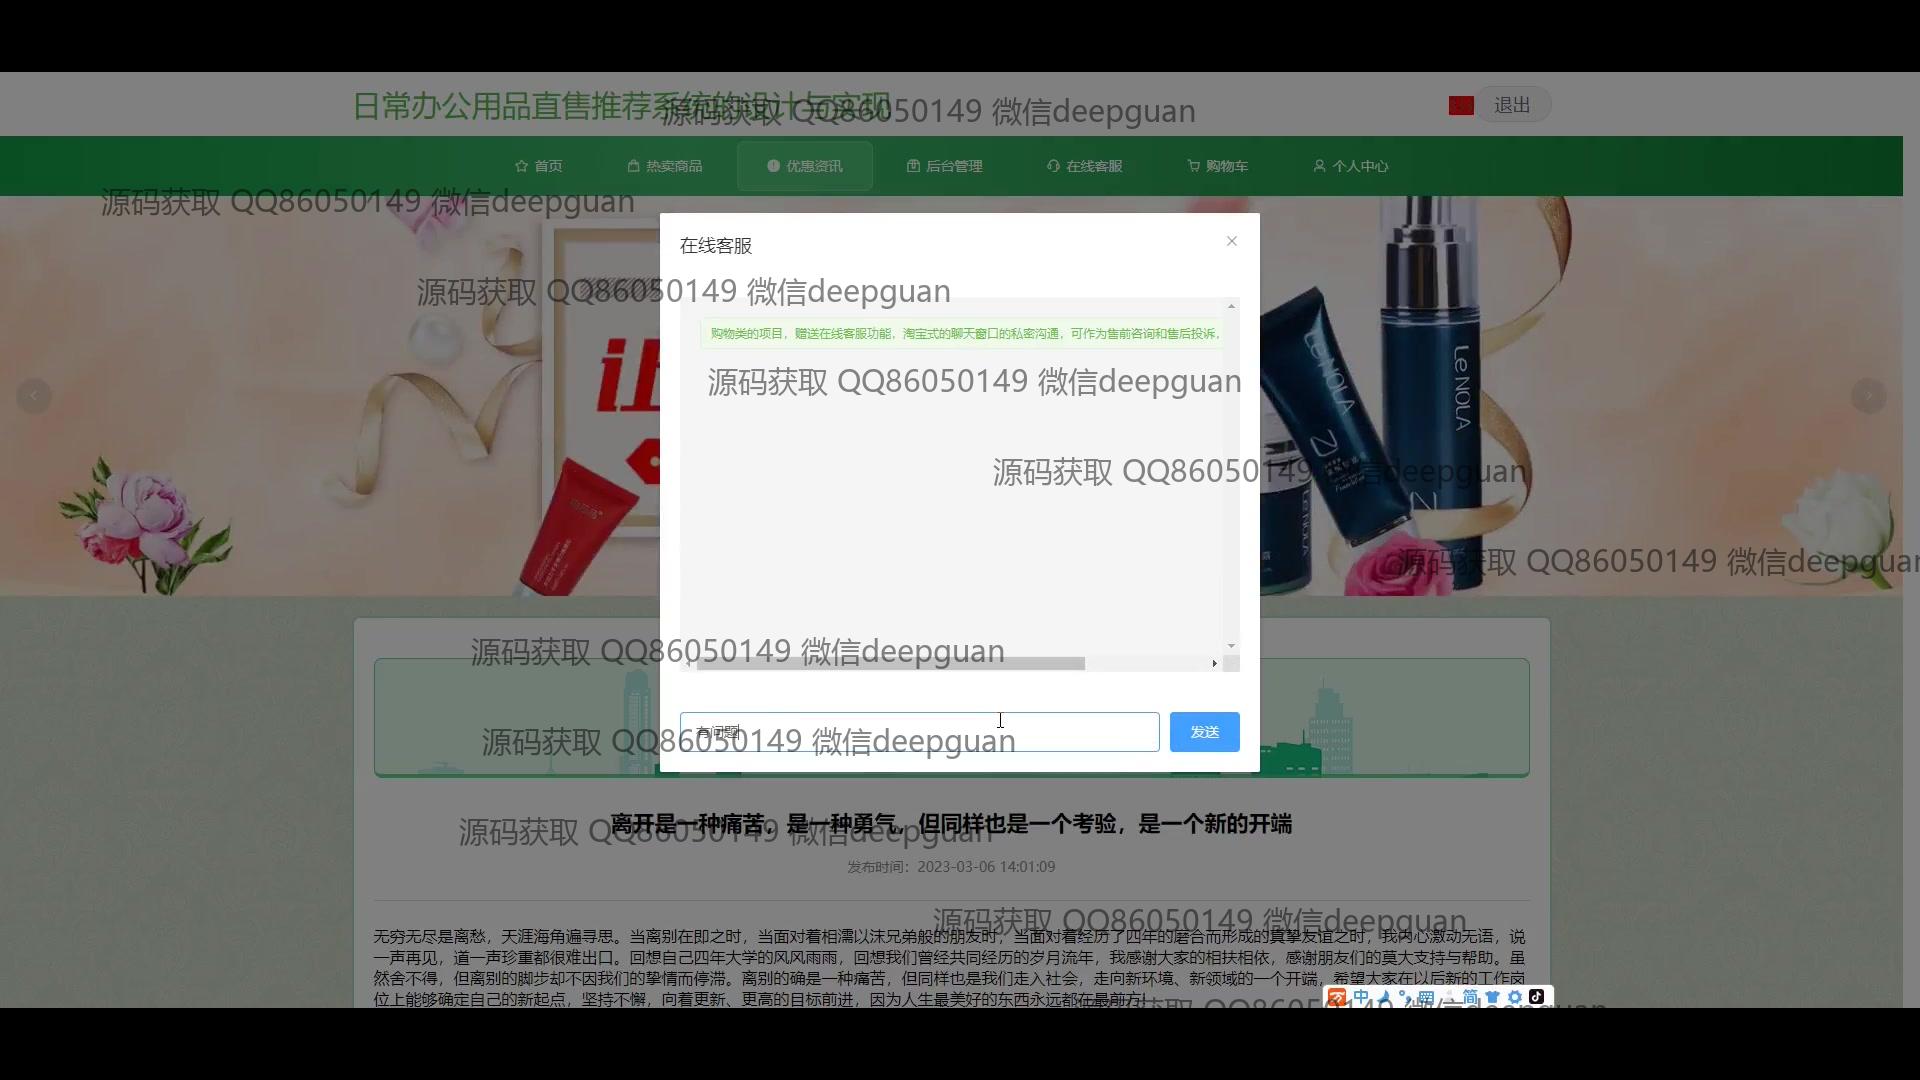 日常办公用品直售推荐系统的设计与实现
源码获取 QQ86050149 微信deepguan
退出
首页
热卖商品
优惠资讯
后台管理
在线客服
购物车
个人中心
源码获取 QQ86050149 微信deepguan
在线客服
源码获取 QQ86050149 微信deepguan
购物类的项目，赠送在线客服功能，淘宝式的聊天窗口的私密沟通，可作为售前咨询和售后投诉，
源码获取 QQ86050149 微信deepguan
Le NOLA
Le NOLA
源码获取 QQ86050149 微信deepguan
源码获取 QQ86050149 微信deepguan
源码获取 QQ86050149 微信deepguan
有问题
发送
源码获取 QQ86050149 微信deepguan
离开是一种痛苦，是一种勇气，但同样也是一个考验，是一个新的开端
源码获取 QQ86050149 微信deepguan
发布时间：2023-03-06 14:01:09
源码获取 QQ86050149 微信deepguan
无穷无尽是离愁，天涯海角遍寻思。当离别在即之时，当面对着相濡以沫兄弟般的朋友时，当面对着经历了四年的磨合而形成的真挚友谊之时，我内心激动无语，说
一声再见，道一声珍重都很难出口。回想自己四年大学的风风雨雨，回想我们曾经共同经历的岁月流年，我感谢大家的相扶相依，感谢朋友们的莫大支持与帮助。虽
然舍不得，但离别的脚步却不因我们的挚情而停滞。离别的确是一种痛苦，但同样也是我们走入社会，走向新环境、新领域的一个开端，希望大家在以后新的工作岗
位上能够确定自己的新起点，坚持不懈，向着更新、更高的目标前进，因为人生最美好的东西永远都在最前方!
中
简